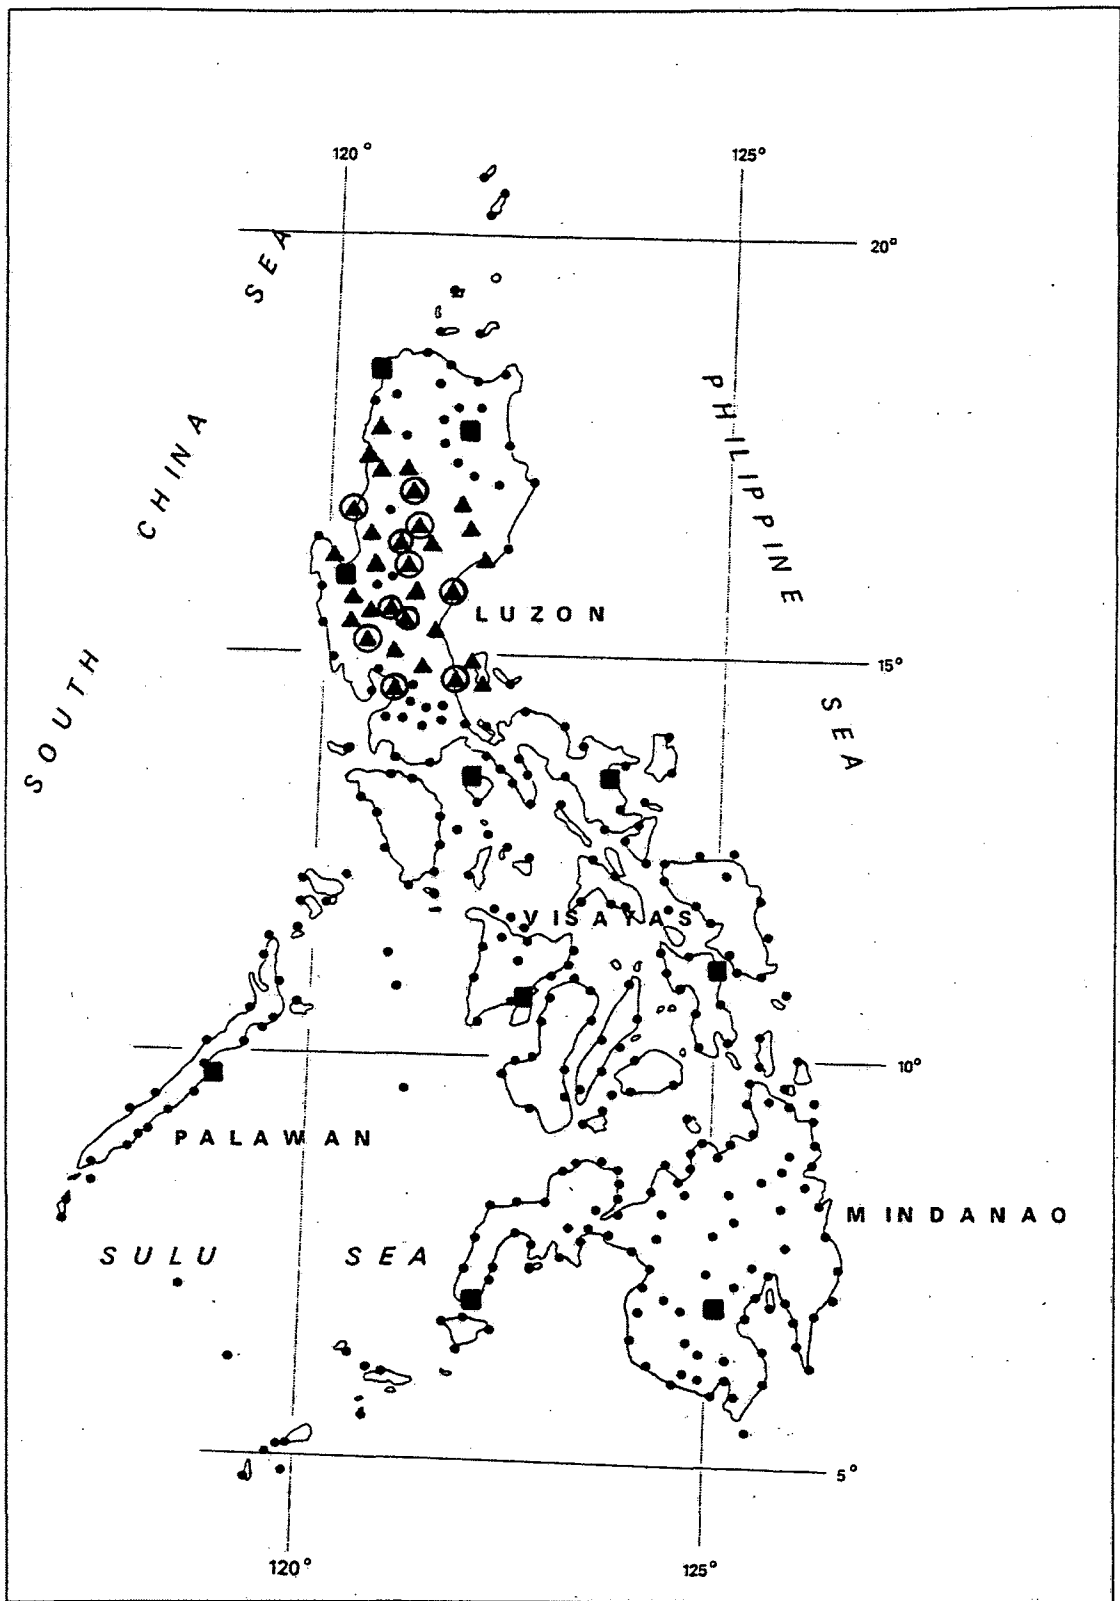 120°
125°
20°
SOUTH CHINA SEA
PHILIPPINE SEA
LUZON
15°
VISAYAS
10°
PALAWAN
MINDANAO
SULU SEA
5°
120°
125°